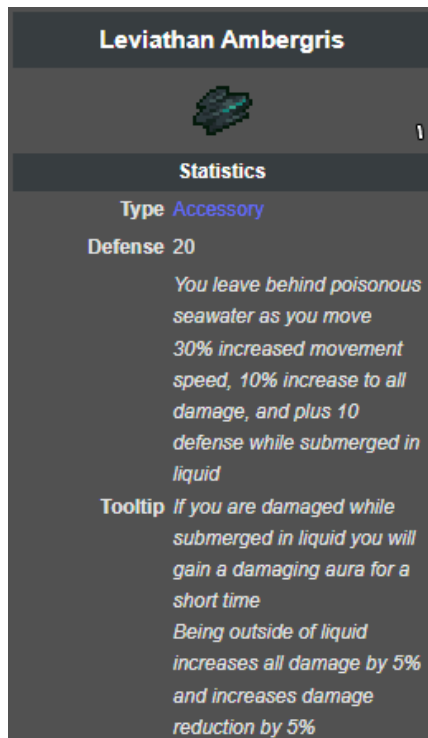 Leviathan Ambergris
Statistics
Type Accessory
Defense 20
You leave behind poisonous
seawater as you move
30% increased movement
speed, 10% increase to all
damage, and plus 10
defense while submerged in
liquid
Tooltip If you are damaged while
submerged in liquid you will
gain a damaging aura for a
short time
Being outside of liquid
increases all damage by 5%
and increases damage
reduction by 5%